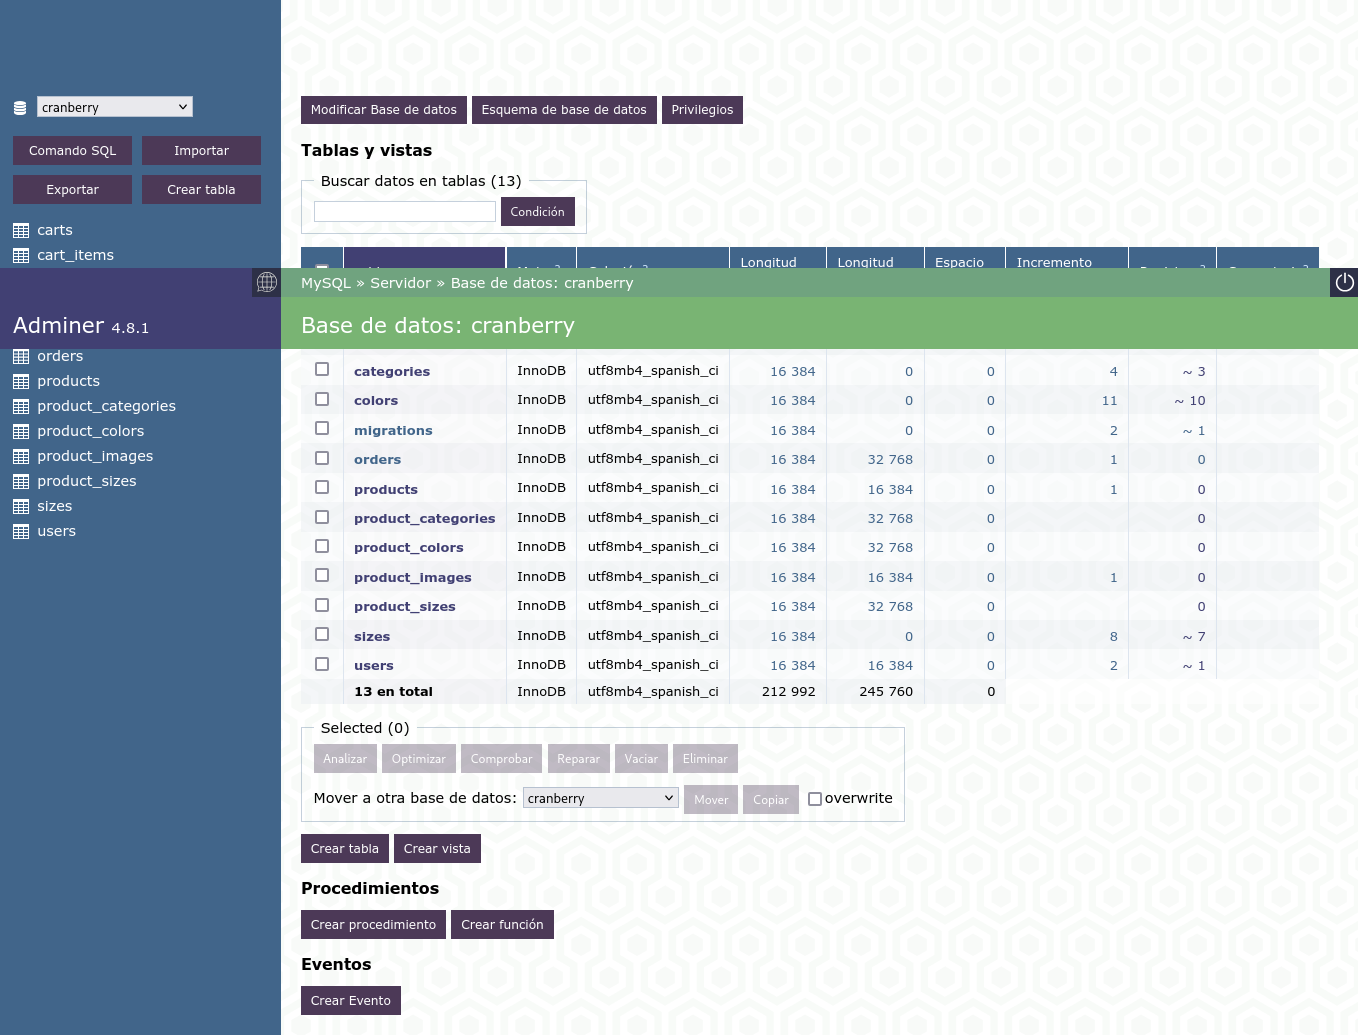 cranberry
Comando SQL Importar
Exportar Crear tabla
carts
cart_items
Adminer 4.8.1
orders
products
product_categories
product_colors
product_images
product_sizes
sizes
users
Modificar Base de datos Esquema de base de datos Privilegios
Tablas y vistas
Buscar datos en tablas (13)
Condición
Longitud Longitud Espacio Incremento
MySQL » Servidor » Base de datos: cranberry
Base de datos: cranberry
categories InnoDB utf8mb4_spanish_ci 16 384 0 0 4 ~ 3
colors InnoDB utf8mb4_spanish_ci 16 384 0 0 11 ~ 10
migrations InnoDB utf8mb4_spanish_ci 16 384 0 0 2 ~ 1
orders InnoDB utf8mb4_spanish_ci 16 384 32 768 0 1 0
products InnoDB utf8mb4_spanish_ci 16 384 16 384 0 1 0
product_categories InnoDB utf8mb4_spanish_ci 16 384 32 768 0 0
product_colors InnoDB utf8mb4_spanish_ci 16 384 32 768 0 0
product_images InnoDB utf8mb4_spanish_ci 16 384 16 384 0 1 0
product_sizes InnoDB utf8mb4_spanish_ci 16 384 32 768 0 0
sizes InnoDB utf8mb4_spanish_ci 16 384 0 0 8 ~ 7
users InnoDB utf8mb4_spanish_ci 16 384 16 384 0 2 ~ 1
13 en total InnoDB utf8mb4_spanish_ci 212 992 245 760 0
Selected (0)
Analizar Optimizar Comprobar Reparar Vaciar Eliminar
Mover a otra base de datos: cranberry Mover Copiar overwrite
Crear tabla Crear vista
Procedimientos
Crear procedimiento Crear función
Eventos
Crear Evento